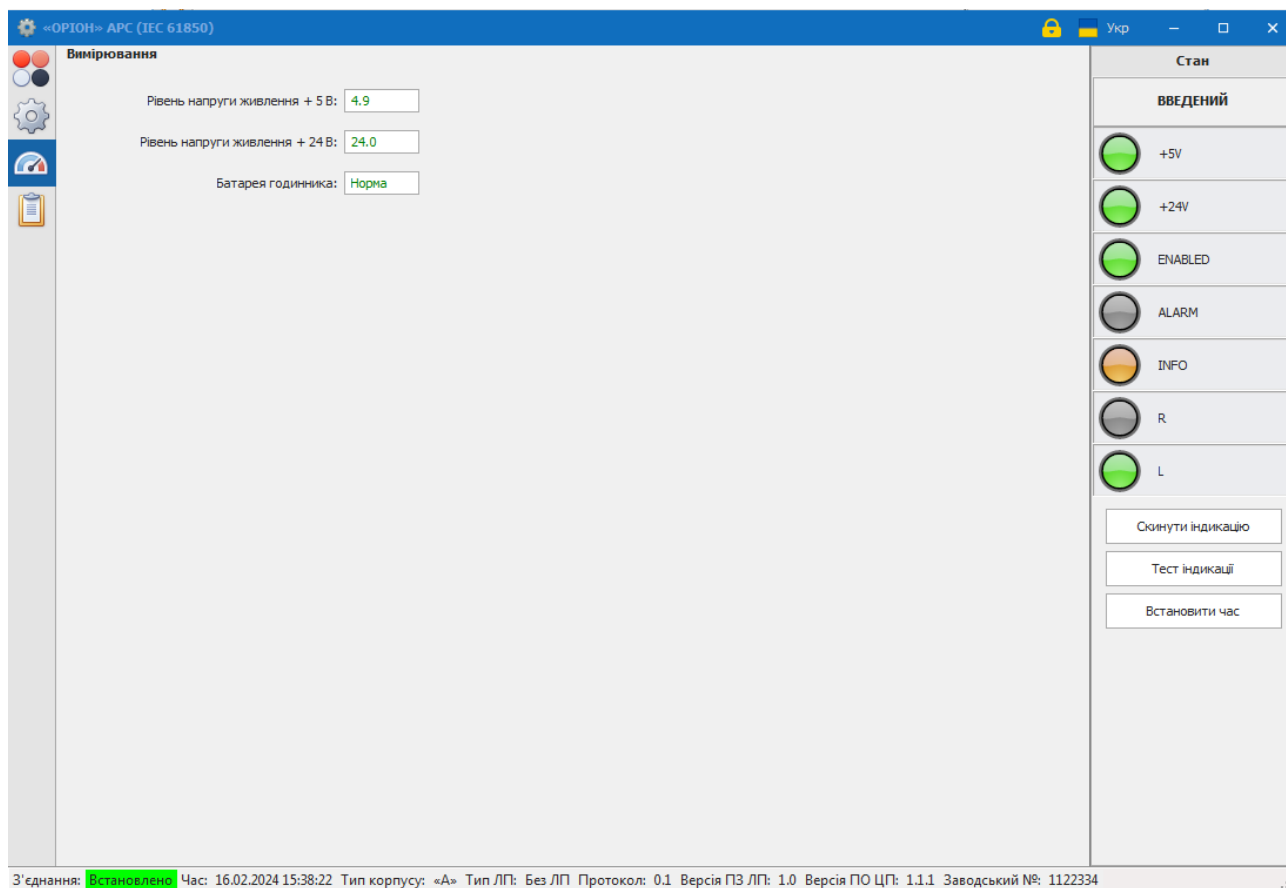 «ОРІОН» АРС (IEC 61850)
Укр
Вимірювання
Рівень напруги живлення + 5 В: 4.9
Рівень напруги живлення + 24 В: 24.0
Батарея годинника: Норма
Стан
ВВЕДЕНИЙ
+5V
+24V
ENABLED
ALARM
INFO
R
L
Скинути індикацію
Тест індикації
Встановити час
З'єднання: Встановлено Час: 16.02.2024 15:38:22 Тип корпусу: «А» Тип ЛП: Без ЛП Протокол: 0.1 Версія ПЗ ЛП: 1.0 Версія ПО ЦП: 1.1.1 Заводський №: 1122334